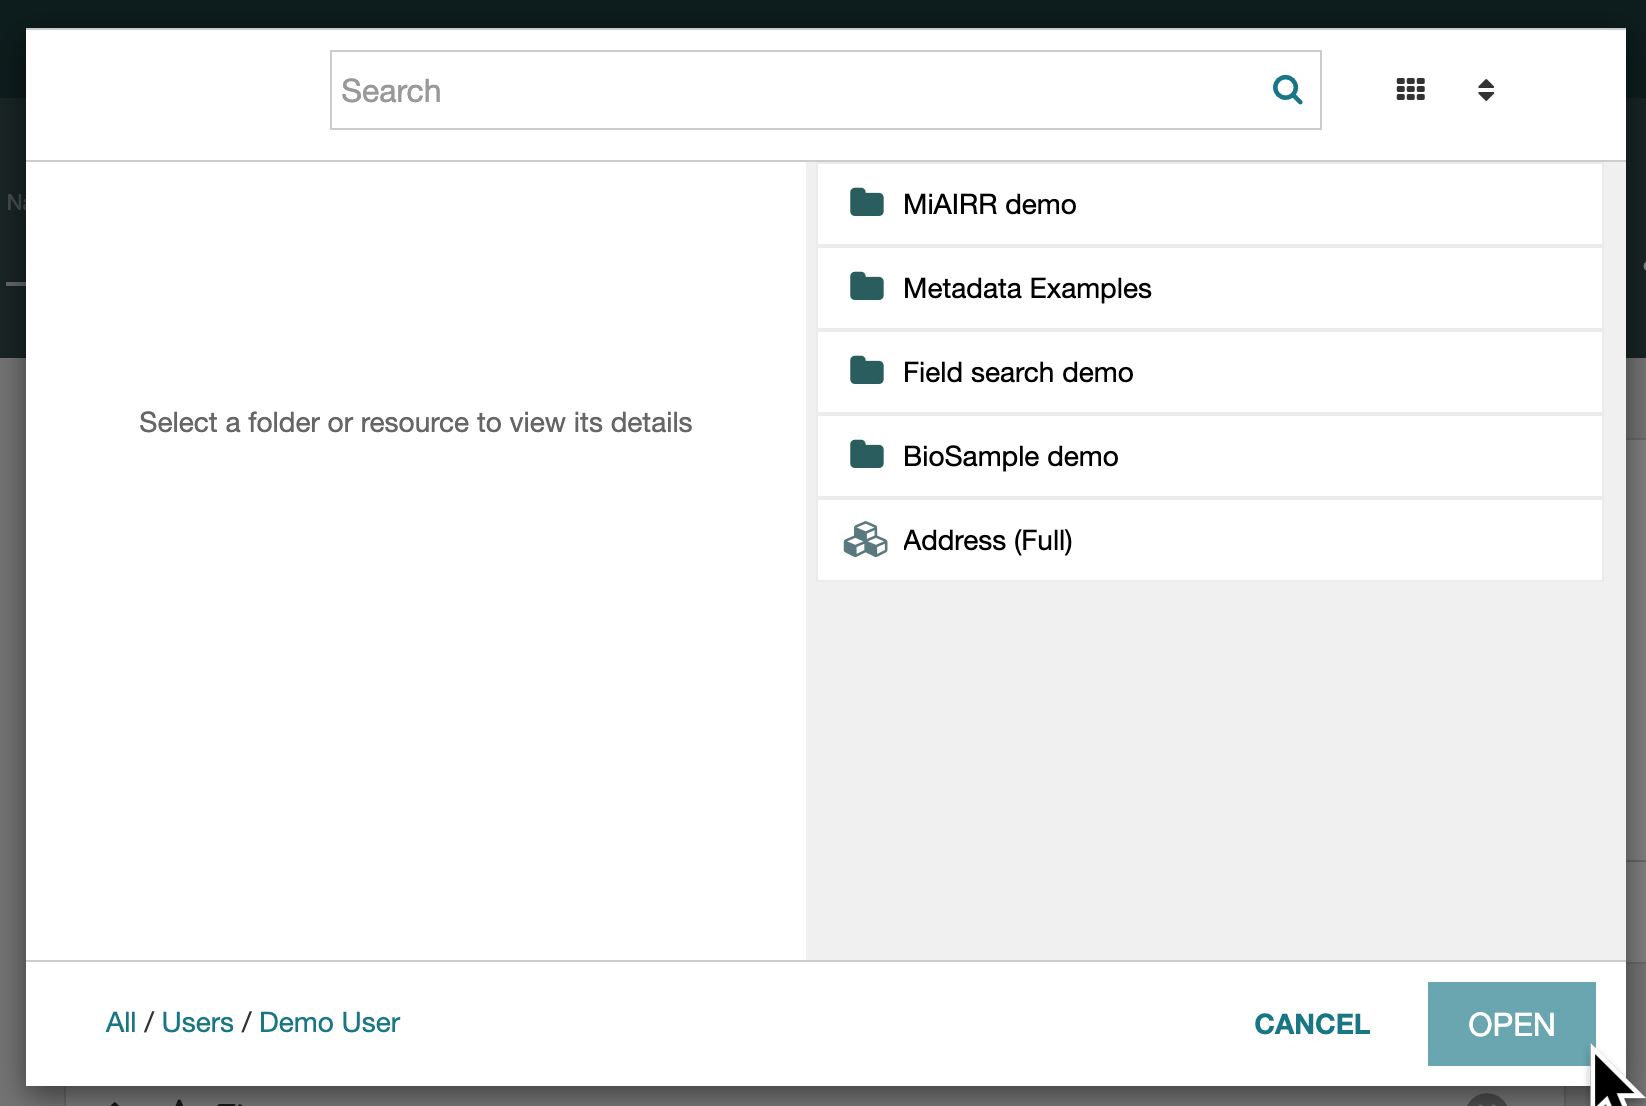 Search
MiAIRR demo
Metadata Examples
Field search demo
BioSample demo
Address (Full)
Select a folder or resource to view its details
All / Users / Demo User
CANCEL
OPEN